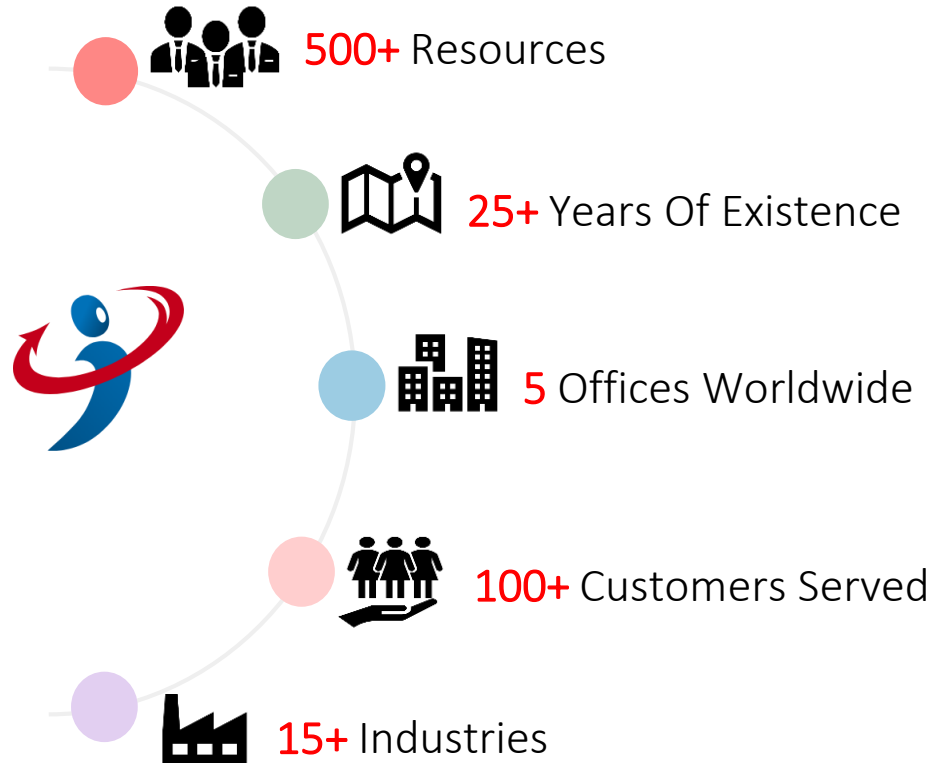 500+ Resources
25+ Years Of Existence
5 Offices Worldwide
100+ Customers Served
15+ Industries